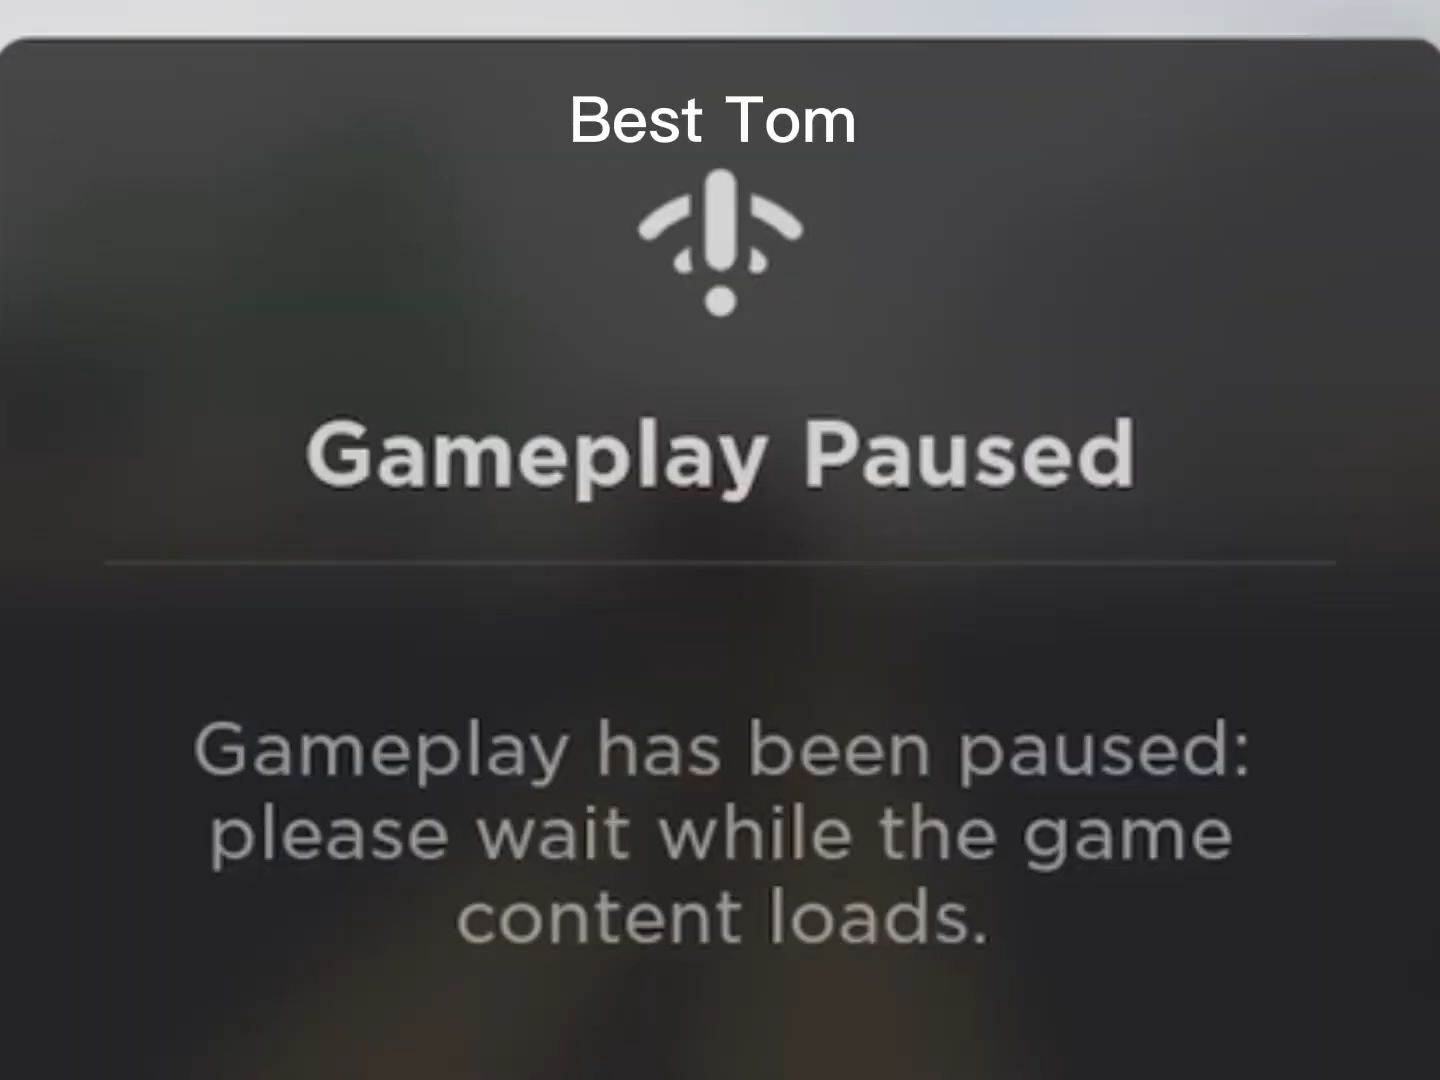 Best Tom
Gameplay Paused
Gameplay has been paused:
please wait while the game
content loads.